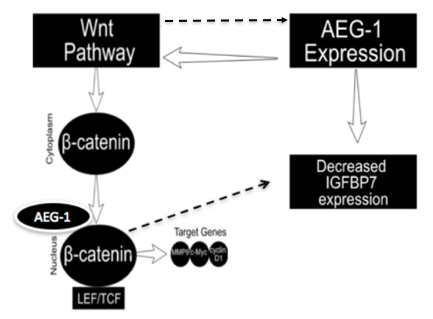 Wnt
Pathway
AEG-1
Expression
Cytoplasm
β-catenin
Decreased
IGFBP7
expression
AEG-1
Nucleus
β-catenin
Target Genes
MMP9
c-Myc
cyclin
D1
LEF/TCF